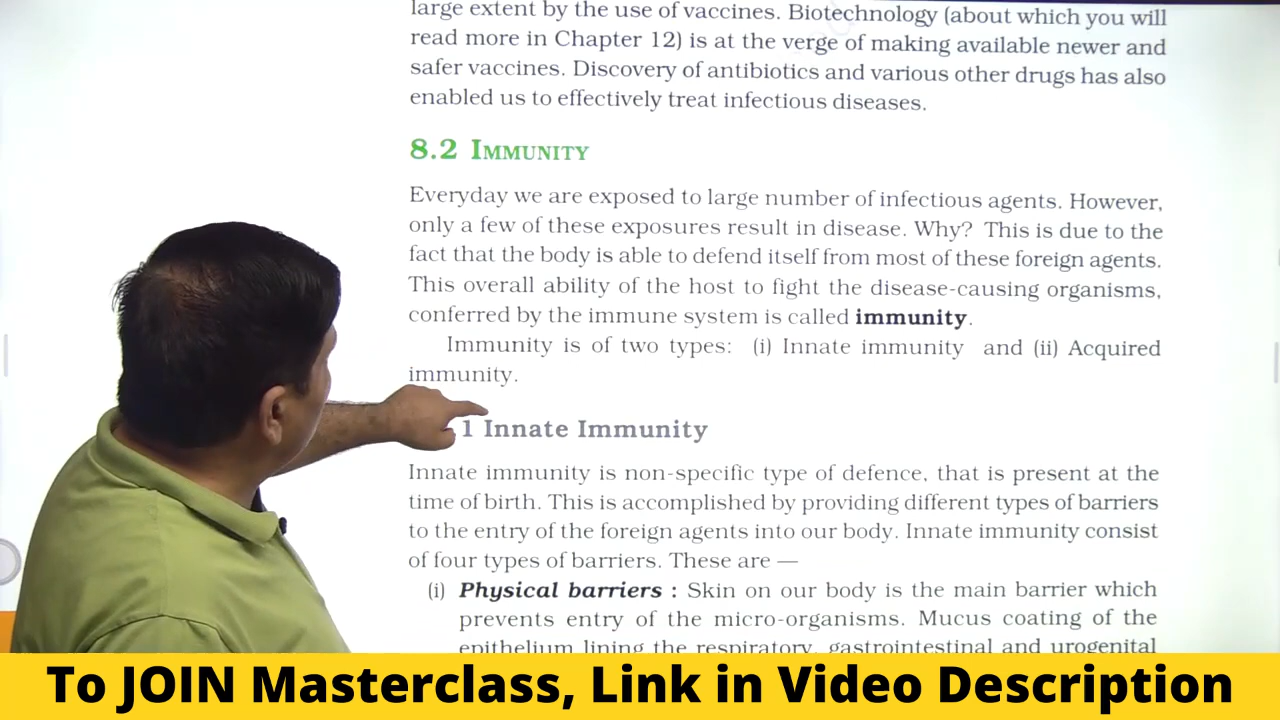 large extent by the use of vaccines. Biotechnology (about which you will
read more in Chapter 12) is at the verge of making available newer and
safer vaccines. Discovery of antibiotics and various other drugs has also
enabled us to effectively treat infectious diseases.
8.2 IMMUNITY
Everyday we are exposed to large number of infectious agents. However,
only a few of these exposures result in disease. Why? This is due to the
fact that the body is able to defend itself from most of these foreign agents.
This overall ability of the host to fight the disease-causing organisms,
conferred by the immune system is called immunity.
Immunity is of two types: (i) Innate immunity and (ii) Acquired
immunity.
1 Innate Immunity
Innate immunity is non-specific type of defence, that is present at the
time of birth. This is accomplished by providing different types of barriers
to the entry of the foreign agents into our body. Innate immunity consist
of four types of barriers. These are —
(i) Physical barriers : Skin on our body is the main barrier which
prevents entry of the micro-organisms. Mucus coating of the
epithelium lining the respiratory, gastrointestinal and urogenital
To JOIN Masterclass, Link in Video Description